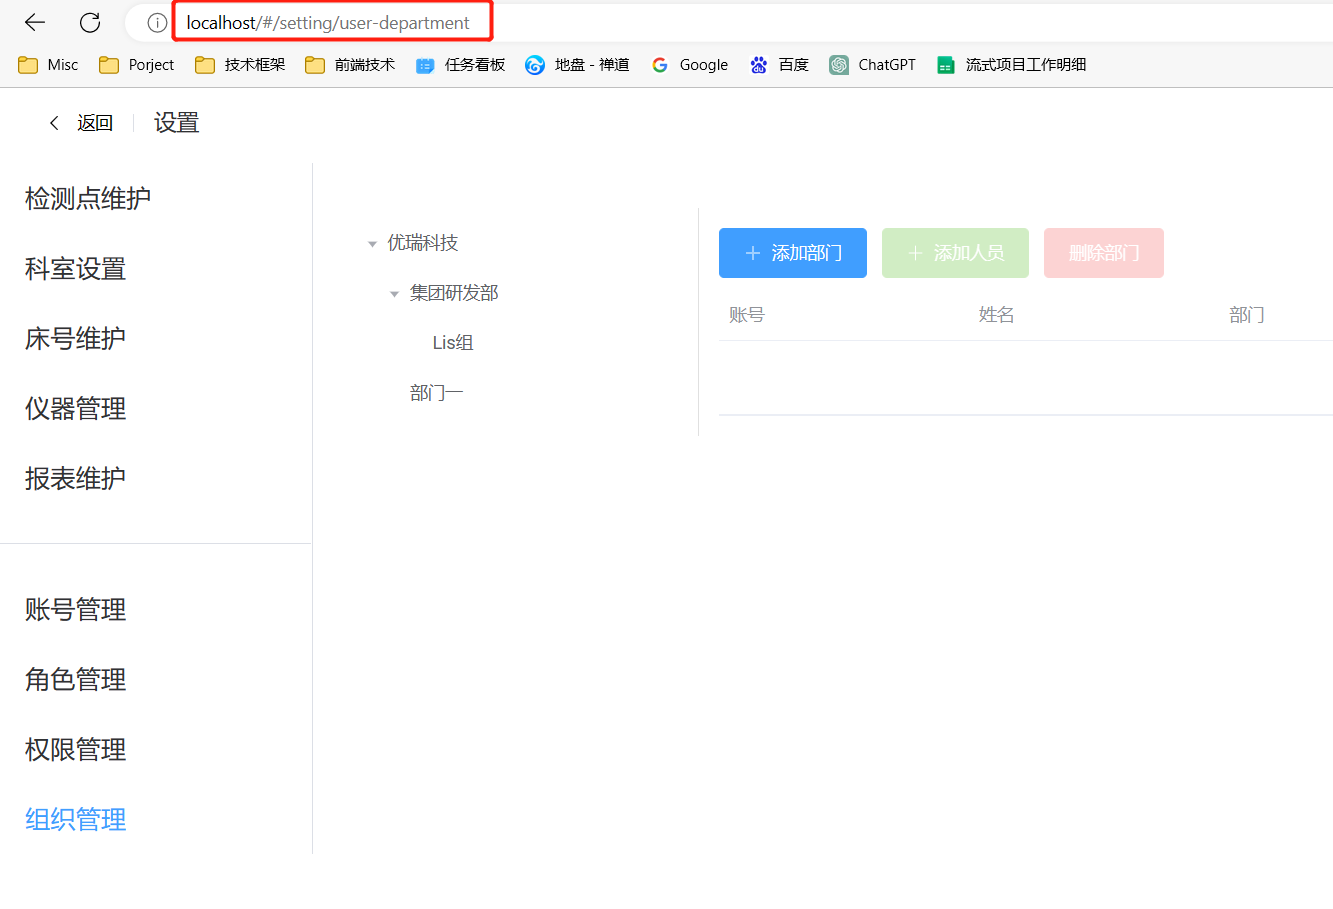 localhost/#/setting/user-department
Misc Porject 技术框架 前端技术 任务看板 地盘 - 禅道 Google 百度 ChatGPT 流式项目工作明细
返回 设置
检测点维护
科室设置
床号维护
仪器管理
报表维护
账号管理
角色管理
权限管理
组织管理
优瑞科技
集团研发部
Lis组
部门一
添加部门 添加人员 删除部门
账号 姓名 部门